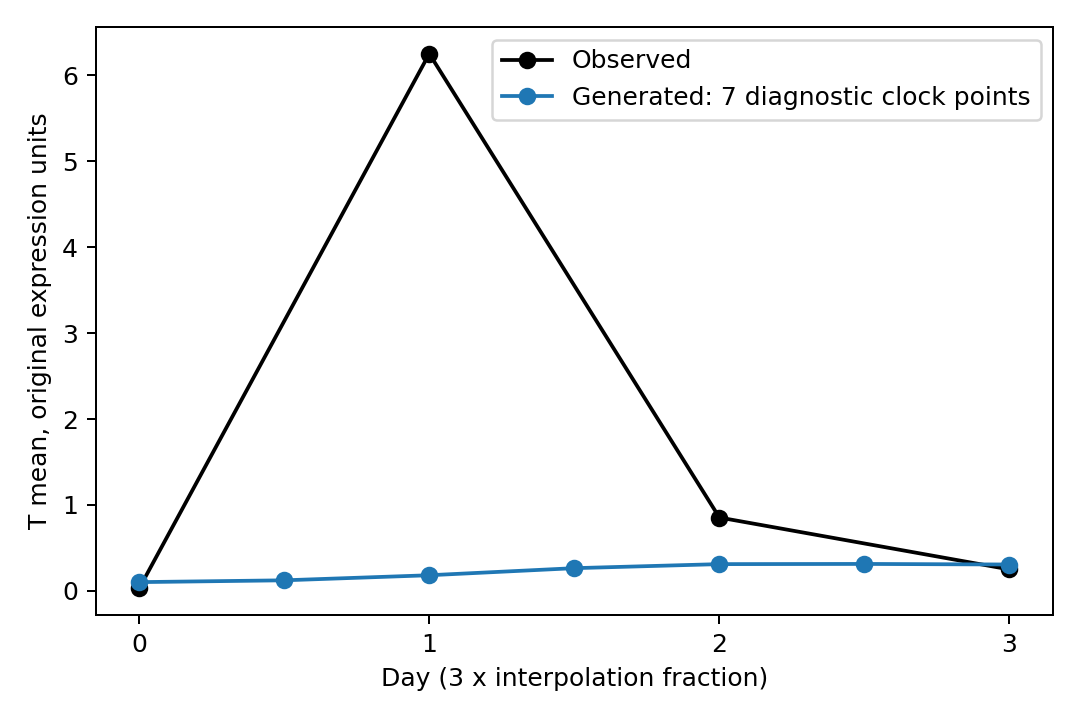 Observed
Generated: 7 diagnostic clock points
T mean, original expression units
6
5
4
3
2
1
0
0 1 2 3
Day (3 x interpolation fraction)